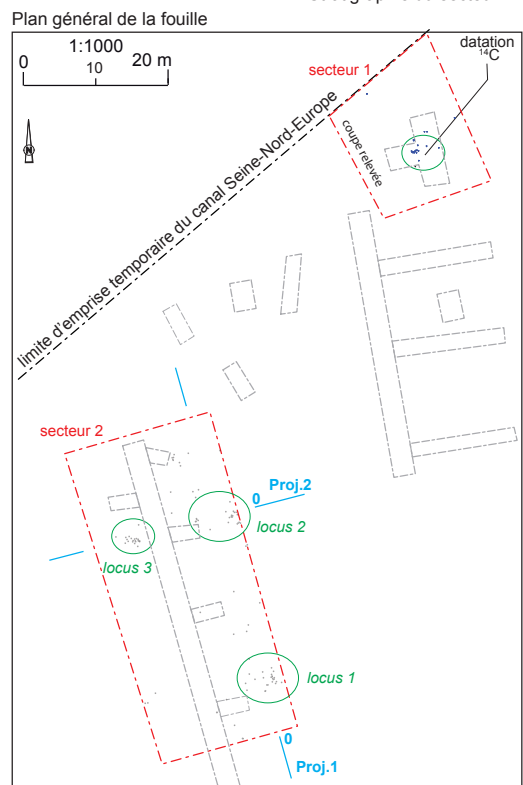 Plan général de la fouille
1:1000
0 10 20 m
N
secteur 1
datation
14C
coupe relevée
limite d'emprise temporaire du canal Seine-Nord-Europe
secteur 2
0 Proj.2
locus 2
locus 3
locus 1
0
Proj.1